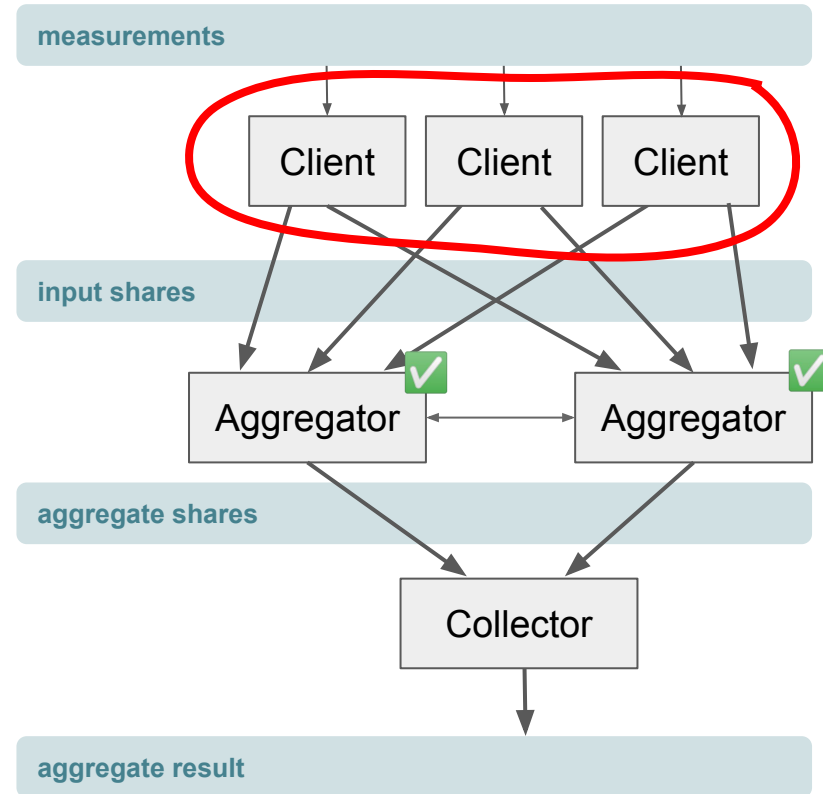 measurements
Client Client Client
input shares
Aggregator Aggregator
aggregate shares
Collector
aggregate result